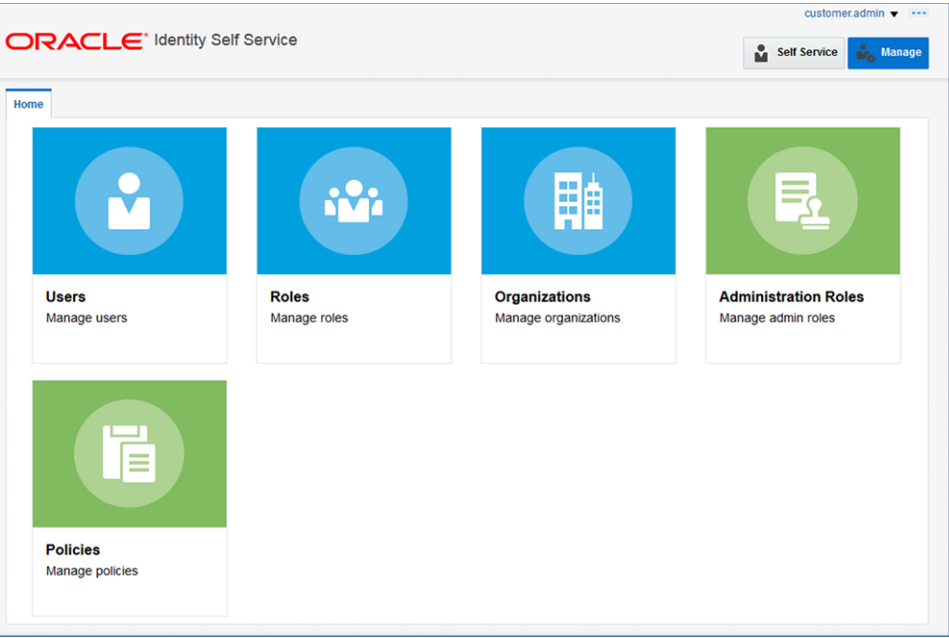 customer.admin
ORACLE® Identity Self Service
Self Service
Manage
Home
Users
Manage users
Roles
Manage roles
Organizations
Manage organizations
Administration Roles
Manage admin roles
Policies
Manage policies